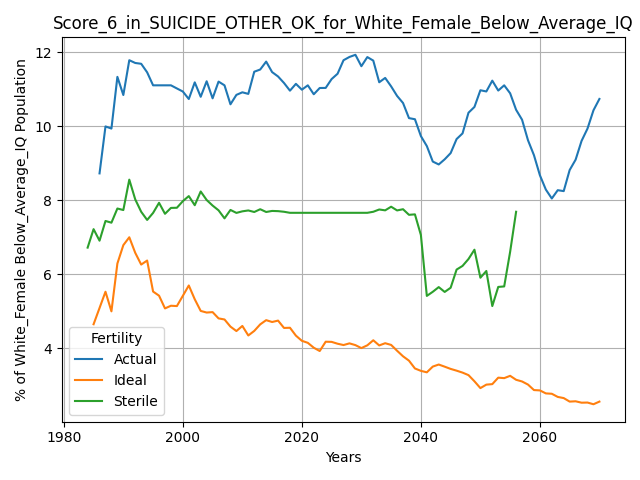 Score_6_in_SUICIDE_OTHER_OK_for_White_Female_Below_Average_IQ
% of White_Female Below_Average_IQ Population
12
10
8
6
4
Fertility
Actual
Ideal
Sterile
1980
2000
2020
2040
2060
Years